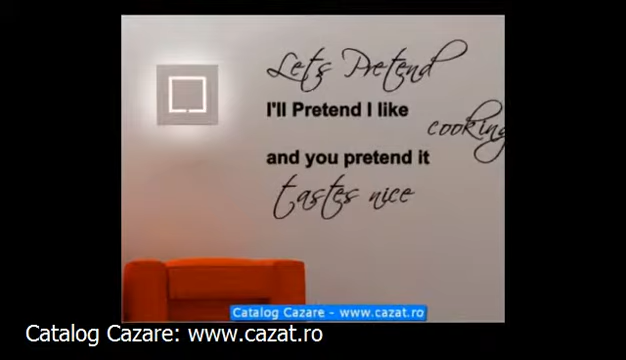 Lets Pretend
I'll Pretend I like
cooking
and you pretend it
tastes nice
Catalog Cazare - www.cazat.ro
Catalog Cazare: www.cazat.ro